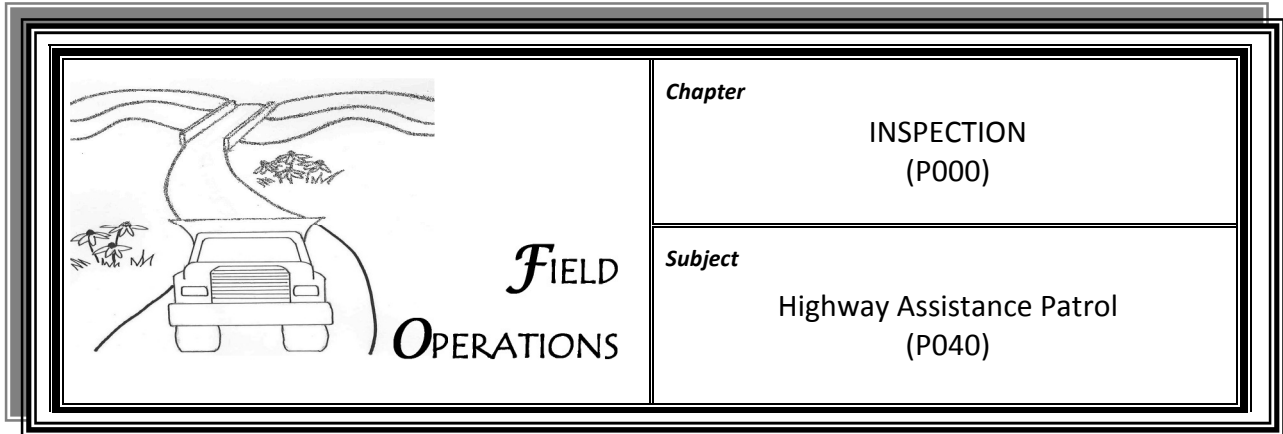 FIELD
OPERATIONS
Chapter
INSPECTION
(P000)
Subject
Highway Assistance Patrol
(P040)